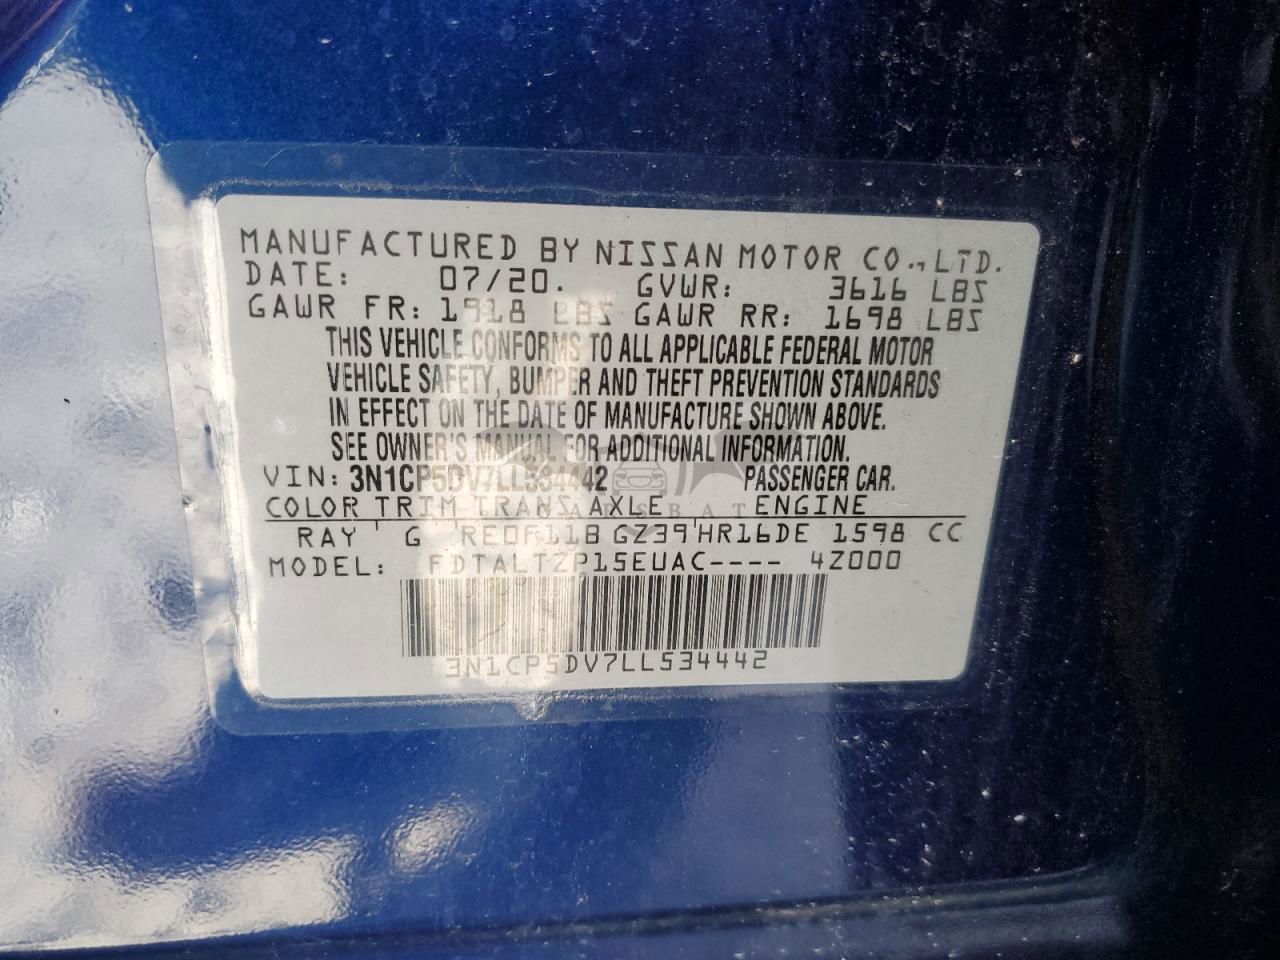 MANUFACTURED BY NISSAN MOTOR CO.,LTD.
DATE: 07/20. GVWR: 3616 LBS
GAWR FR: 1918 LBS GAWR RR: 1698 LBS
THIS VEHICLE CONFORMS TO ALL APPLICABLE FEDERAL MOTOR
VEHICLE SAFETY, BUMPER AND THEFT PREVENTION STANDARDS
IN EFFECT ON THE DATE OF MANUFACTURE SHOWN ABOVE.
SEE OWNER'S MANUAL FOR ADDITIONAL INFORMATION.
VIN: 3N1CP5DV7LL534442 PASSENGER CAR.
COLOR TRIM TRANS AXLE ENGINE
RAY G RE0F11B GZ39 HR16DE 1598 CC
MODEL: FDTALTZP15EUAC---- 4Z000
3N1CP5DV7LL534442